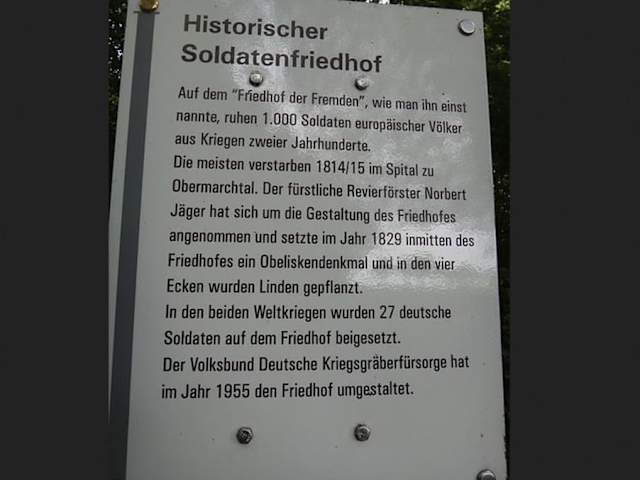 Historischer
Soldatenfriedhof
Auf dem "Friedhof der Fremden", wie man ihn einst
nannte, ruhen 1.000 Soldaten europäischer Völker
aus Kriegen zweier Jahrhunderte.
Die meisten verstarben 1814/15 im Spital zu
Obermarchtal. Der fürstliche Revierförster Norbert
Jäger hat sich um die Gestaltung des Friedhofes
angenommen und setzte im Jahr 1829 inmitten des
Friedhofes ein Obeliskendenkmal und in den vier
Ecken wurden Linden gepflanzt.
In den beiden Weltkriegen wurden 27 deutsche
Soldaten auf dem Friedhof beigesetzt.
Der Volksbund Deutsche Kriegsgräberfürsorge hat
im Jahr 1955 den Friedhof umgestaltet.